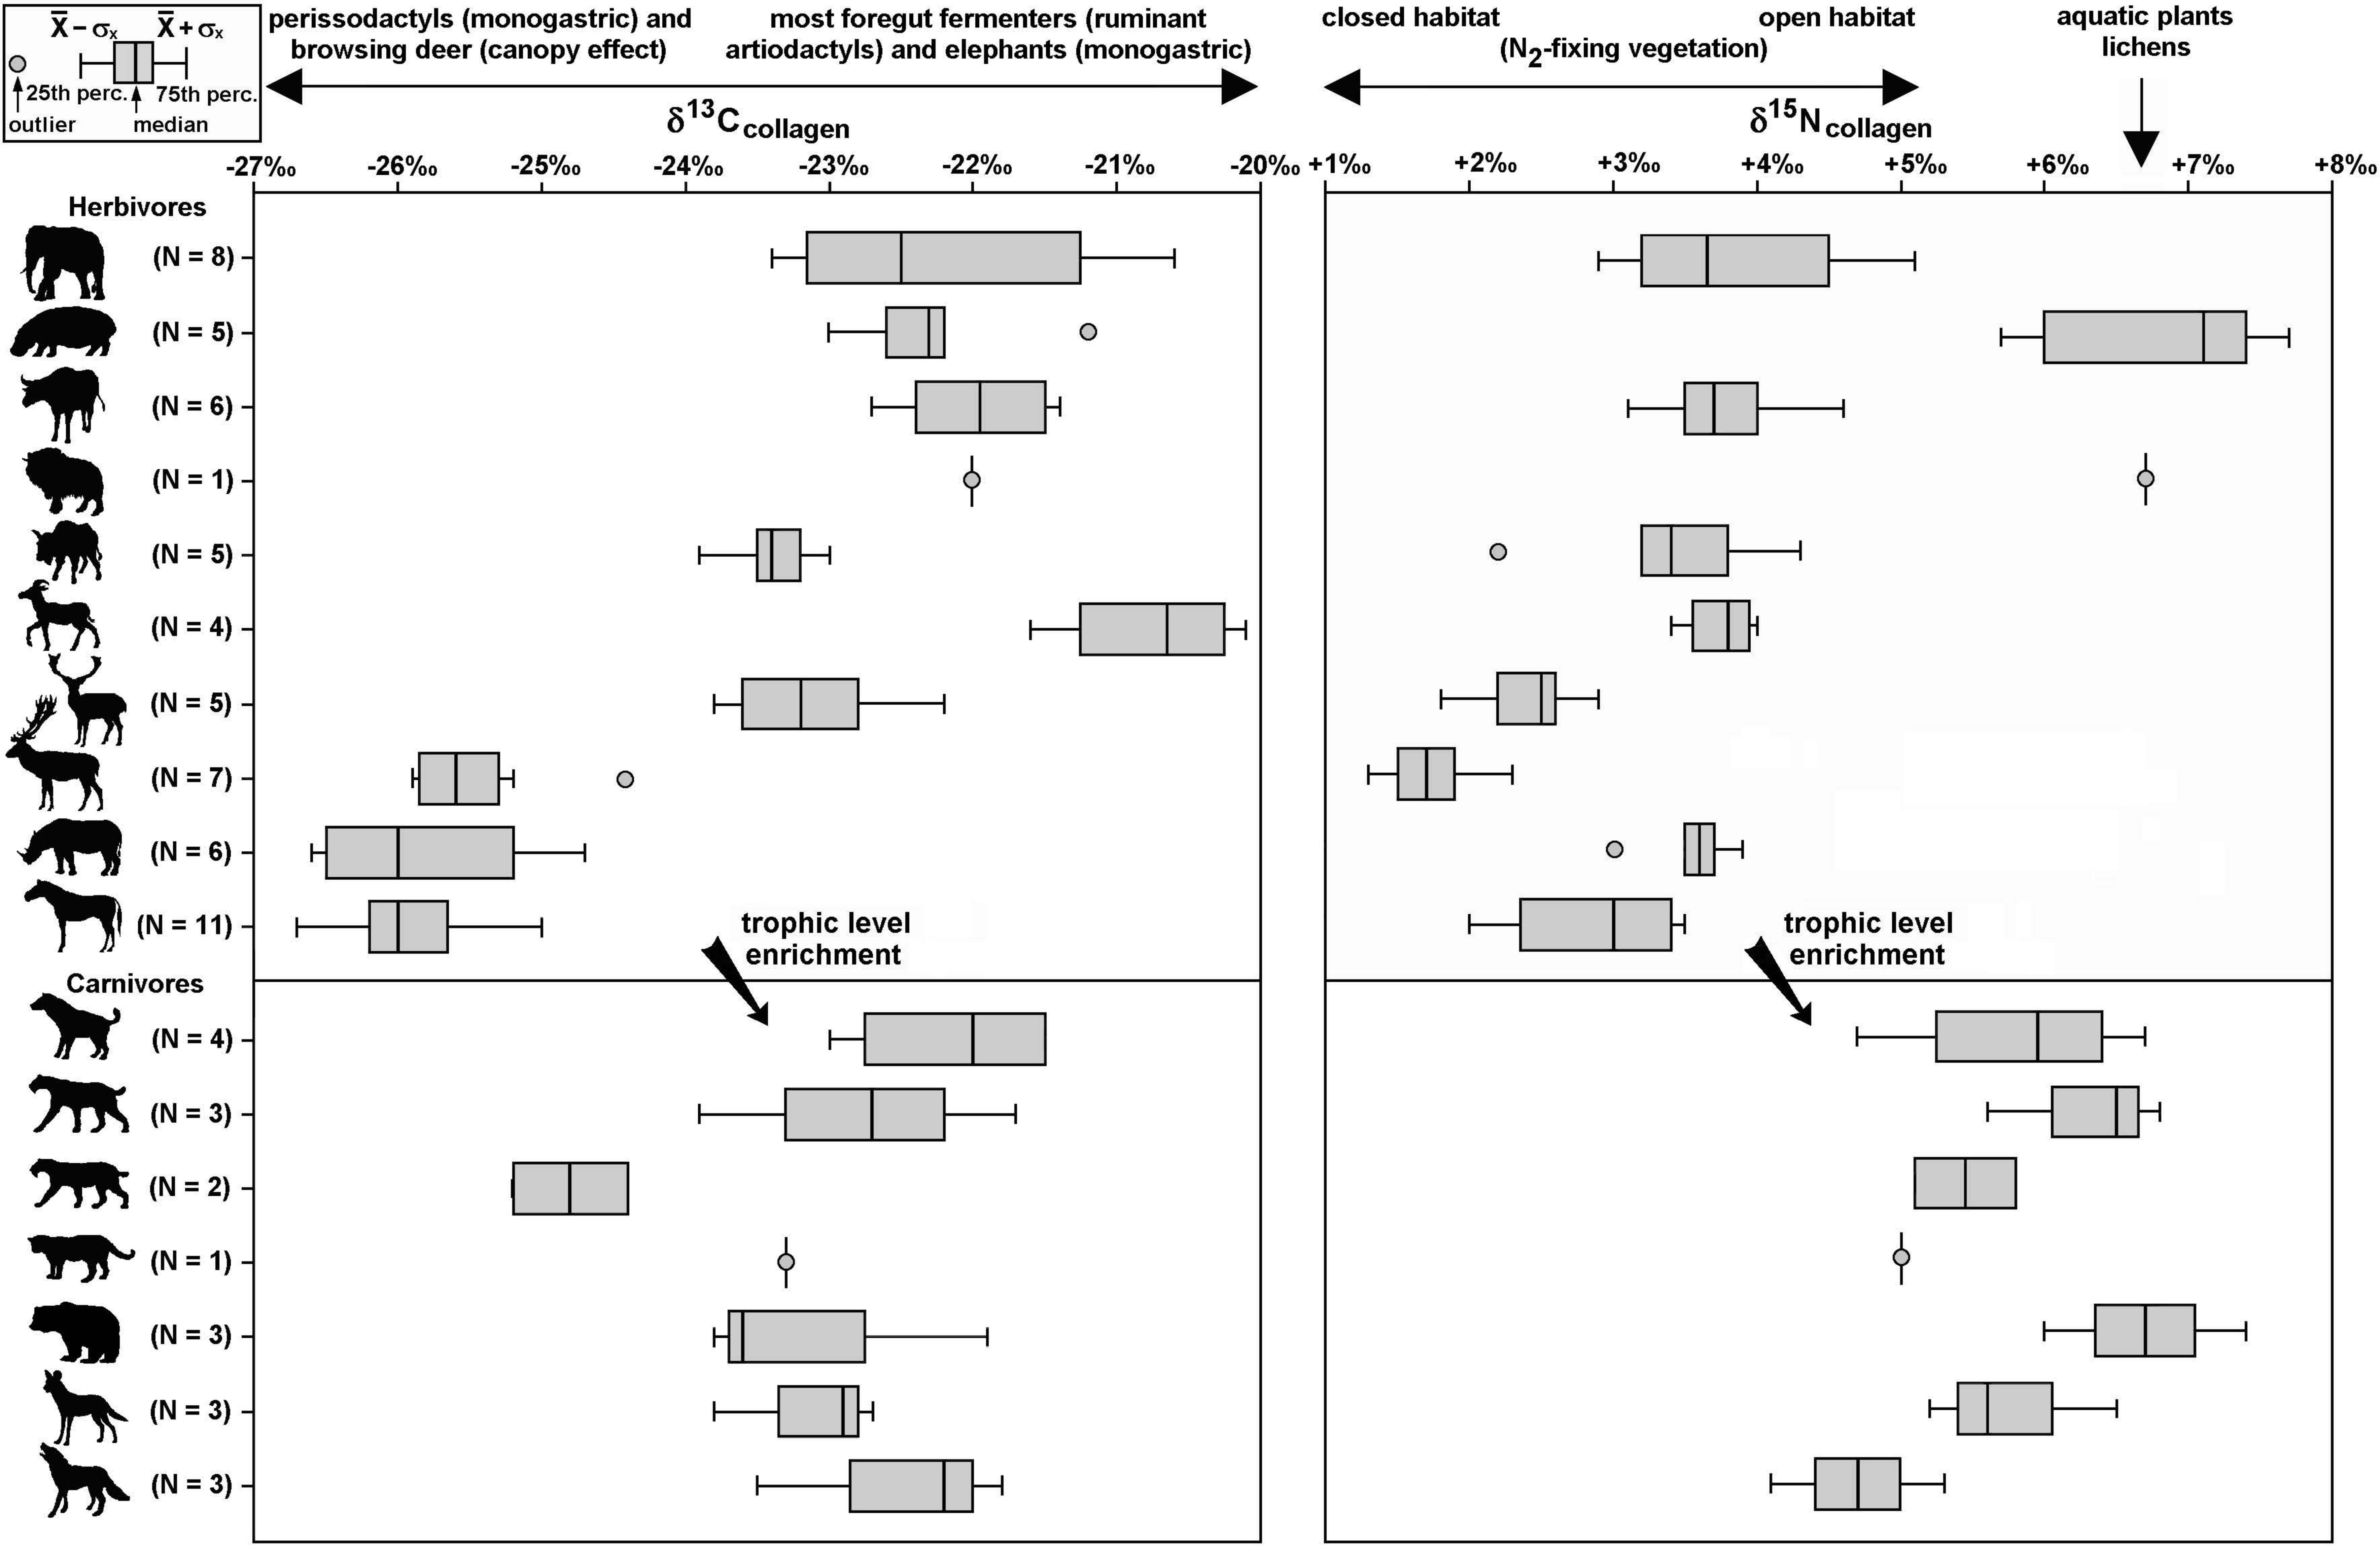 X̄ − σx X̄ + σx
25th perc. 75th perc.
outlier median
perissodactyls (monogastric) and
browsing deer (canopy effect)
most foregut fermenters (ruminant
artiodactyls) and elephants (monogastric)
δ13Ccollagen
closed habitat open habitat
(N2-fixing vegetation)
aquatic plants
lichens
δ15Ncollagen
-27‰ -26‰ -25‰ -24‰ -23‰ -22‰ -21‰ -20‰
+1‰ +2‰ +3‰ +4‰ +5‰ +6‰ +7‰ +8‰
Herbivores
(N = 8)
(N = 5)
(N = 6)
(N = 1)
(N = 5)
(N = 4)
(N = 5)
(N = 7)
(N = 6)
(N = 11)
trophic level
enrichment
trophic level
enrichment
Carnivores
(N = 4)
(N = 3)
(N = 2)
(N = 1)
(N = 3)
(N = 3)
(N = 3)